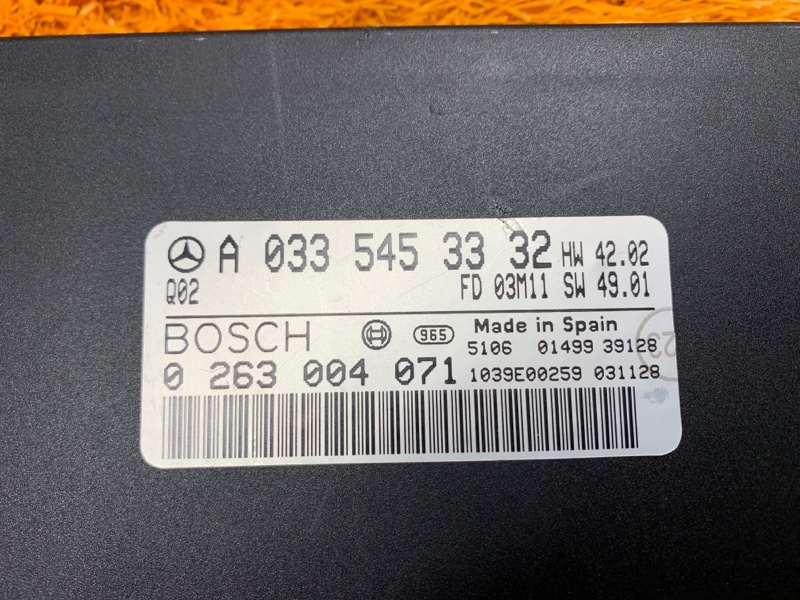 A 033 545 33 32 HW 42.02
Q02 FD 03M11 SW 49.01
BOSCH 965 Made in Spain
5106 01499 39128
0 263 004 071 1039E00259 031128
23